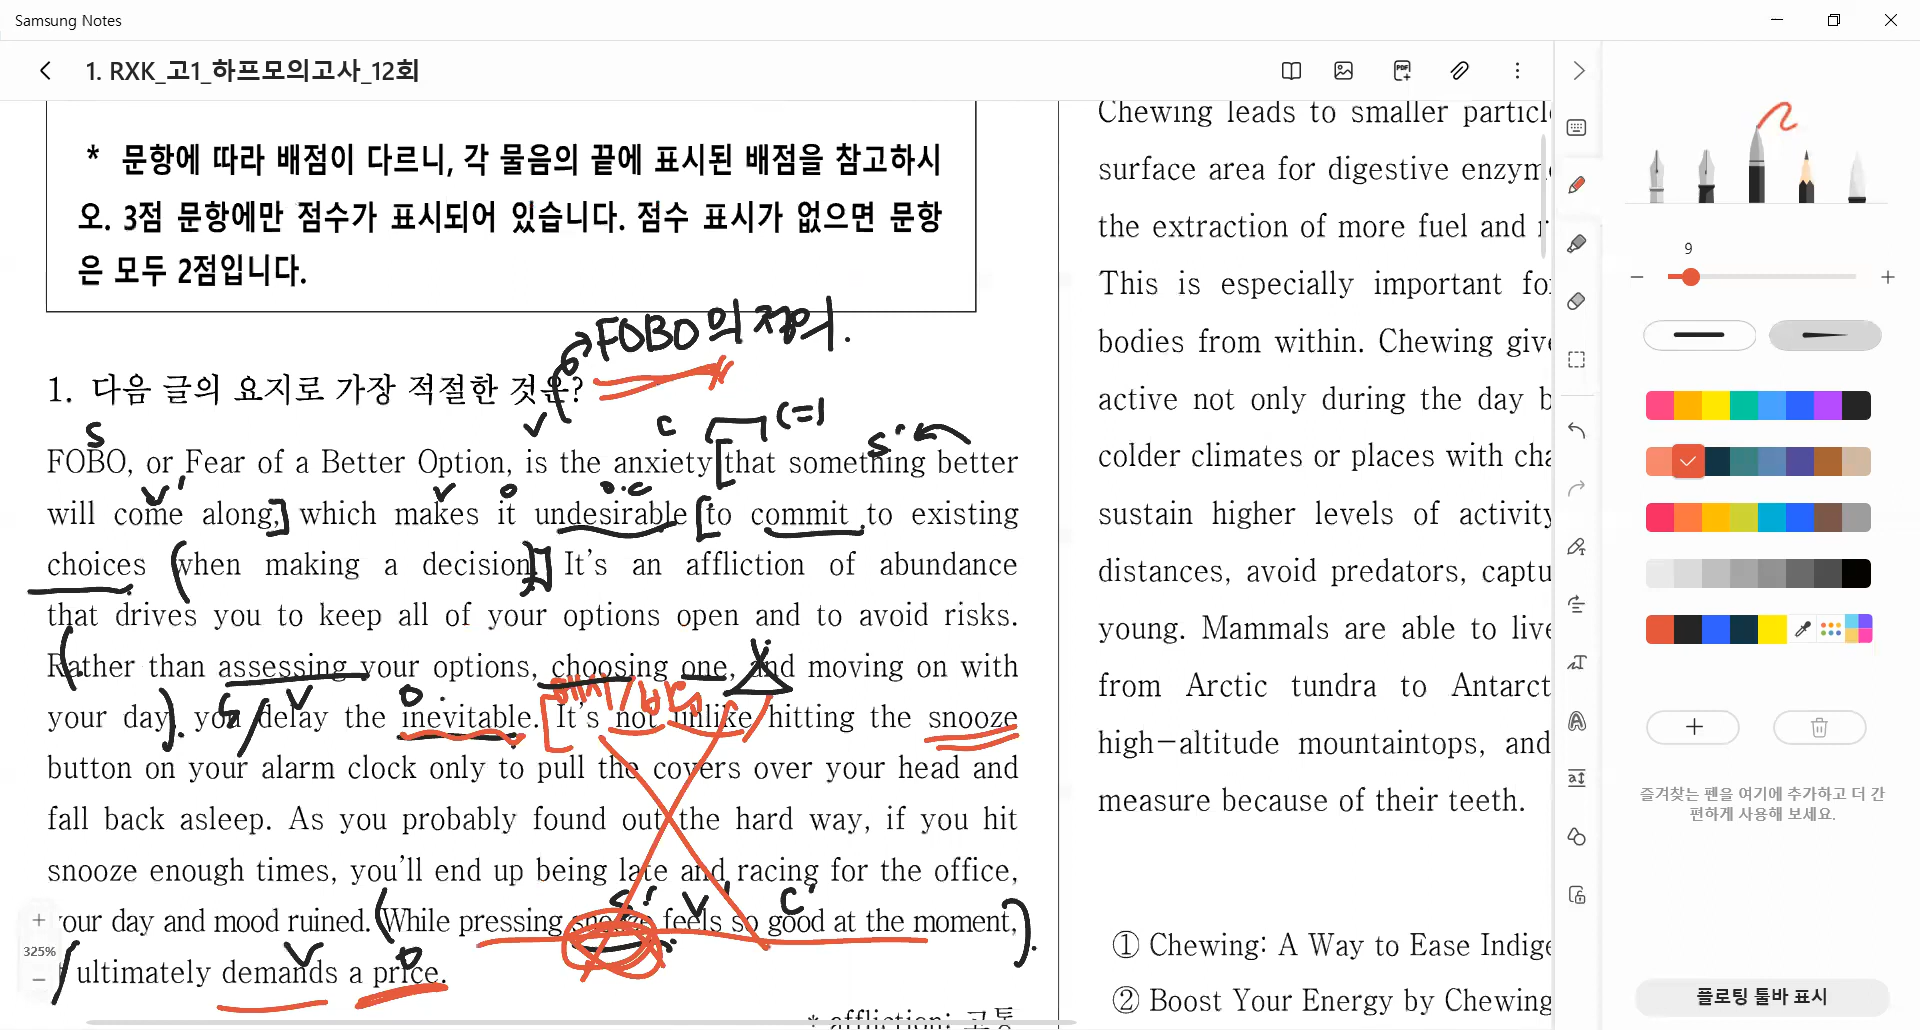 Samsung Notes
1. RXK_고1_하프모의고사_12회
* 문항에 따라 배점이 다르니, 각 물음의 끝에 표시된 배점을 참고하시
오. 3점 문항에만 점수가 표시되어 있습니다. 점수 표시가 없으면 문항
은 모두 2점입니다.
FOBO의 정의.
1. 다음 글의 요지로 가장 적절한 것은?
S V C (=) S'
FOBO, or Fear of a Better Option, is the anxiety that something better
V' V O O.C
will come along, which makes it undesirable to commit to existing
choices when making a decision. It's an affliction of abundance
that drives you to keep all of your options open and to avoid risks.
Rather than assessing your options, choosing one, and moving on with
S V O
your day, you delay the inevitable. It's not unlike hitting the snooze
button on your alarm clock only to pull the covers over your head and
fall back asleep. As you probably found out the hard way, if you hit
snooze enough times, you'll end up being late and racing for the office,
S' V' C'
your day and mood ruined. While pressing snooze feels so good at the moment,
V O
ultimately demands a price.
* affliction: 고통
Chewing leads to smaller particl
surface area for digestive enzym
the extraction of more fuel and r
This is especially important fo
bodies from within. Chewing giv
active not only during the day b
colder climates or places with cha
sustain higher levels of activity
distances, avoid predators, captu
young. Mammals are able to live
from Arctic tundra to Antarct
high-altitude mountaintops, and
measure because of their teeth.
① Chewing: A Way to Ease Indige
② Boost Your Energy by Chewing
325%
9
즐겨찾는 펜을 여기에 추가하고 더 간
편하게 사용해 보세요.
플로팅 툴바 표시